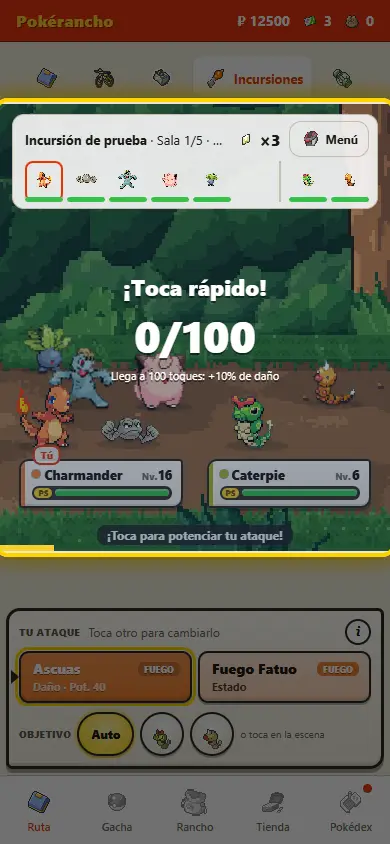 Pokérancho ₽ 12500 3 0
Incursiones
Incursión de prueba · Sala 1/5 · ... ×3 Menú
¡Toca rápido!
0/100
Llega a 100 toques: +10% de daño
Tú
Charmander Nv.16
PS
Caterpie Nv.6
PS
¡Toca para potenciar tu ataque!
TU ATAQUE Toca otro para cambiarlo i
Ascuas FUEGO
Daño · Pot. 40
Fuego Fatuo FUEGO
Estado
OBJETIVO Auto o toca en la escena
Ruta Gacha Rancho Tienda Pokédex